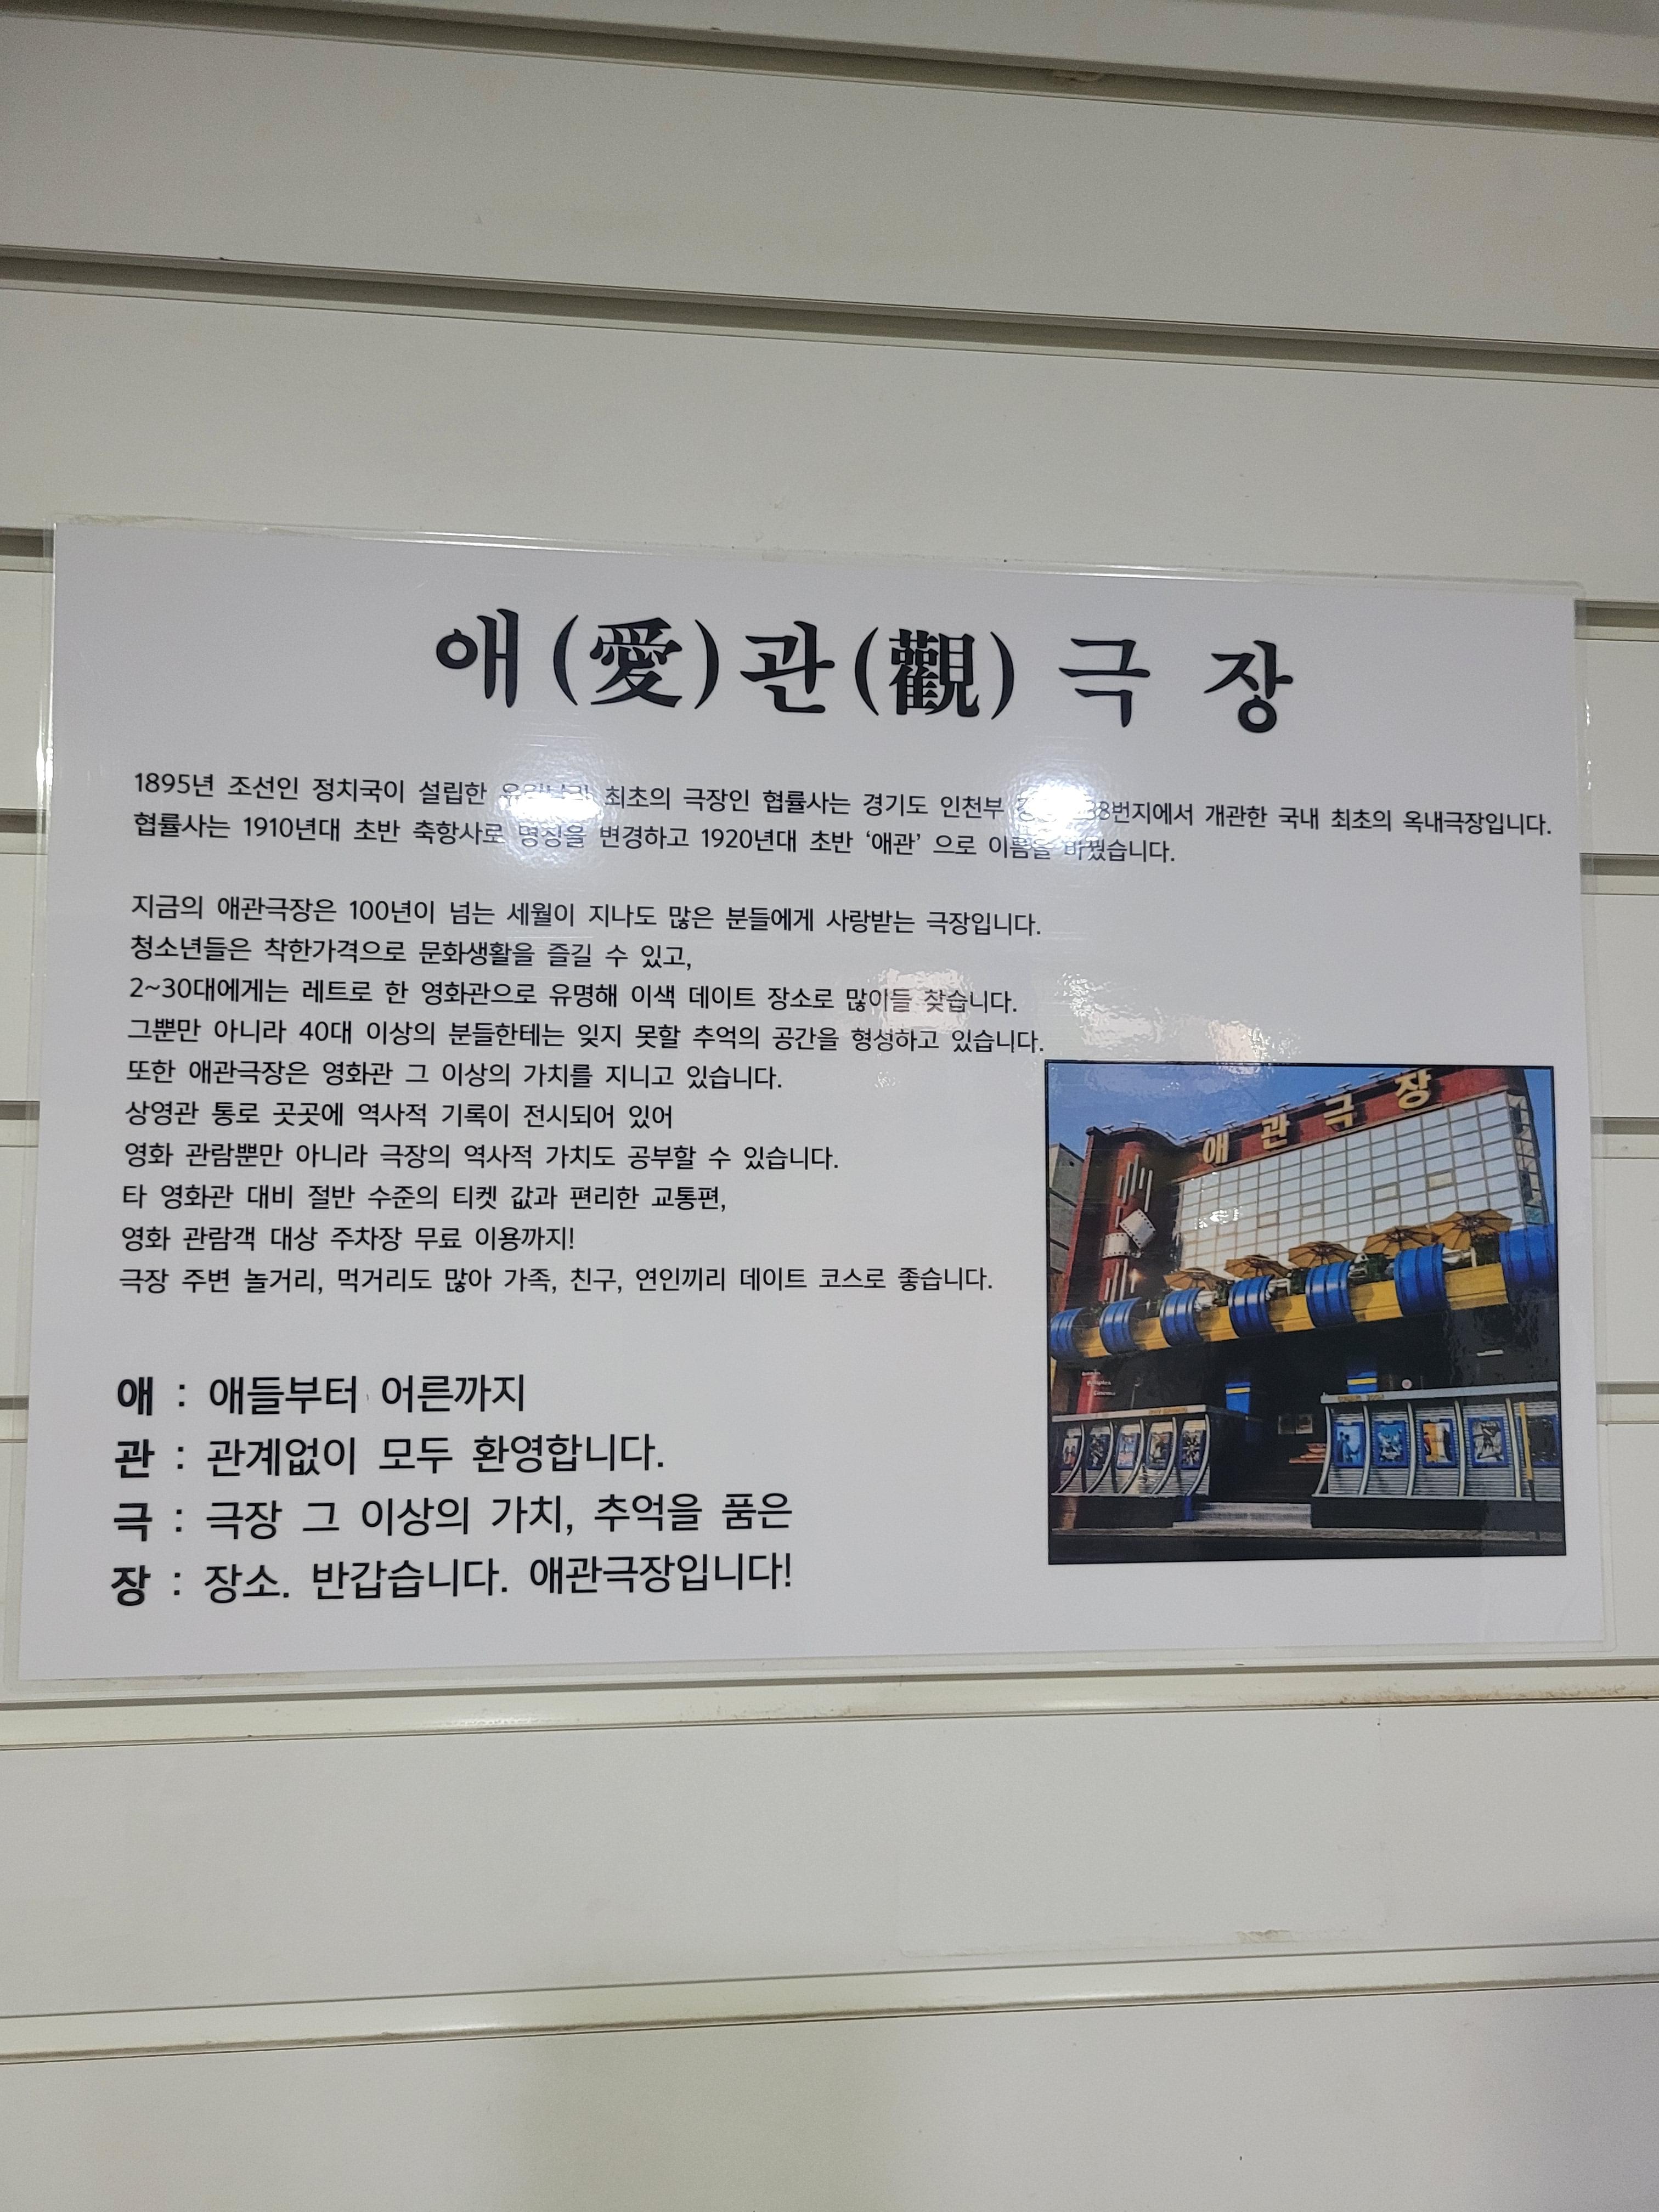 애(愛)관(觀) 극 장
1895년 조선인 정치국이 설립한 최초의 극장인 협률사는 경기도 인천부 38번지에서 개관한 국내 최초의 옥내극장입니다.
협률사는 1910년대 초반 축항사로 명칭을 변경하고 1920년대 초반 ‘애관’ 으로 이름을 바꿨습니다.
지금의 애관극장은 100년이 넘는 세월이 지나도 많은 분들에게 사랑받는 극장입니다.
청소년들은 착한가격으로 문화생활을 즐길 수 있고,
2~30대에게는 레트로 한 영화관으로 유명해 이색 데이트 장소로 많이들 찾습니다.
그뿐만 아니라 40대 이상의 분들한테는 잊지 못할 추억의 공간을 형성하고 있습니다.
또한 애관극장은 영화관 그 이상의 가치를 지니고 있습니다.
상영관 통로 곳곳에 역사적 기록이 전시되어 있어
영화 관람뿐만 아니라 극장의 역사적 가치도 공부할 수 있습니다.
타 영화관 대비 절반 수준의 티켓 값과 편리한 교통편,
영화 관람객 대상 주차장 무료 이용까지!
극장 주변 놀거리, 먹거리도 많아 가족, 친구, 연인끼리 데이트 코스로 좋습니다.
애관극장
애 : 애들부터 어른까지
관 : 관계없이 모두 환영합니다.
극 : 극장 그 이상의 가치, 추억을 품은
장 : 장소. 반갑습니다. 애관극장입니다!